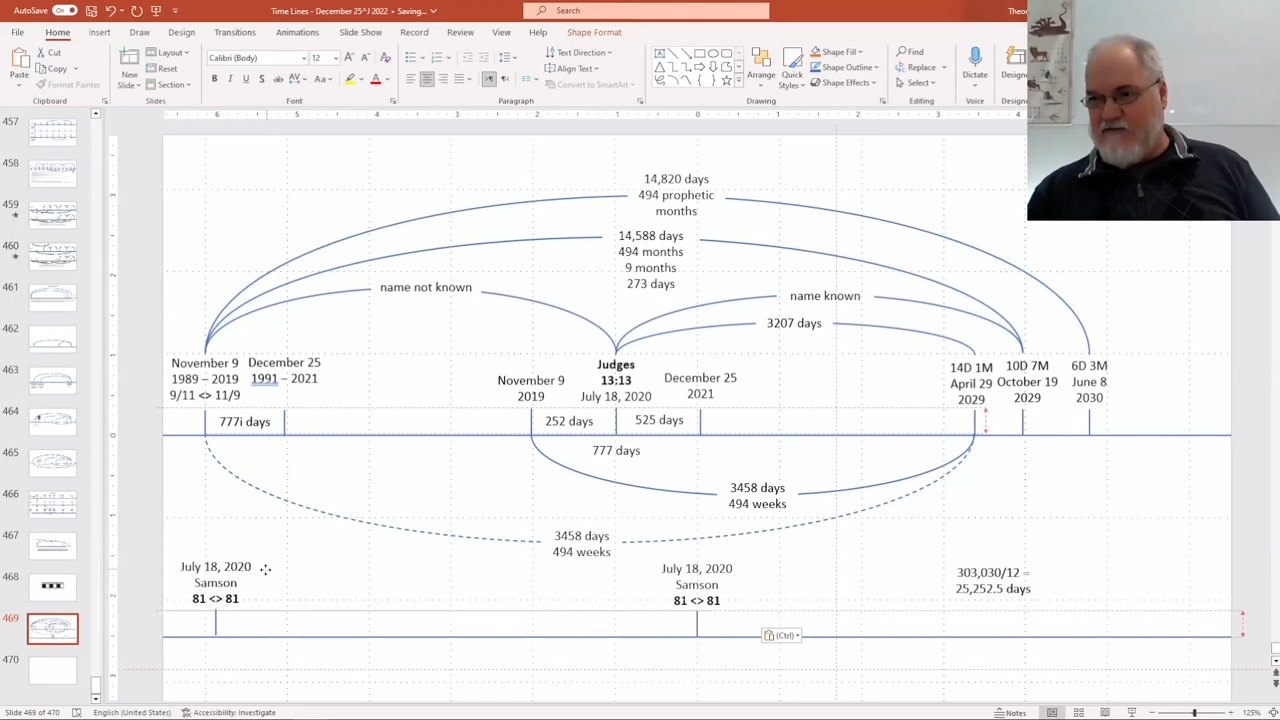 AutoSave On
Time Lines - December 25^J 2022 • Saving...
Search
Theo
File Home Insert Draw Design Transitions Animations Slide Show Record Review View Help Shape Format
Paste
Cut
Copy
Format Painter
Clipboard
New
Slide
Layout
Reset
Section
Slides
Calibri (Body) 12
B I U S AV Aa A
Font
Text Direction
Align Text
Convert to SmartArt
Paragraph
Arrange
Quick
Styles
Shape Fill
Shape Outline
Shape Effects
Drawing
Find
Replace
Select
Editing
Dictate
Voice
Designe
Designe
457
458
459
460
461
462
463
464
465
466
467
469
470
14,820 days
494 prophetic
months
14,588 days
494 months
9 months
273 days
name not known
name known
3207 days
November 9
1989 – 2019
9/11 <> 11/9
December 25
1991 – 2021
November 9
2019
Judges
13:13
July 18, 2020
December 25
2021
14D 1M
April 29
2029
10D 7M
October 19
2029
6D 3M
June 8
2030
777i days
252 days
525 days
777 days
3458 days
494 weeks
3458 days
494 weeks
July 18, 2020
Samson
81 <> 81
July 18, 2020
Samson
81 <> 81
303,030/12 =
25,252.5 days
(Ctrl)
Slide 469 of 470 English (United States) Accessibility: Investigate Notes 125%